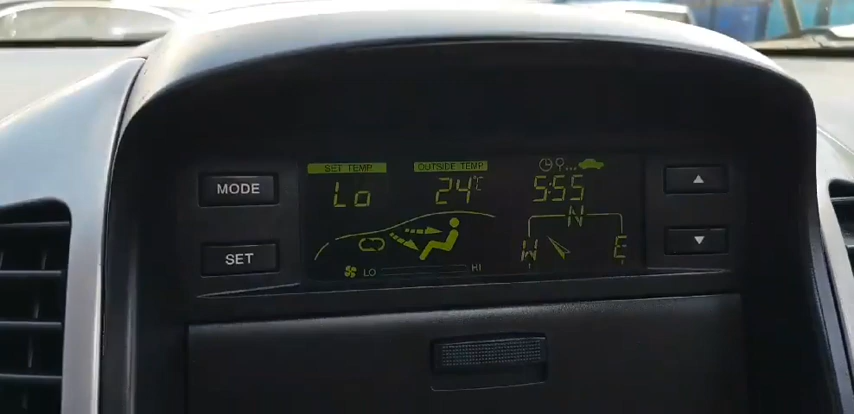 MODE
SET
SET TEMP
OUTSIDE TEMP
Lo
24℃
5:55
N
W
E
LO
HI